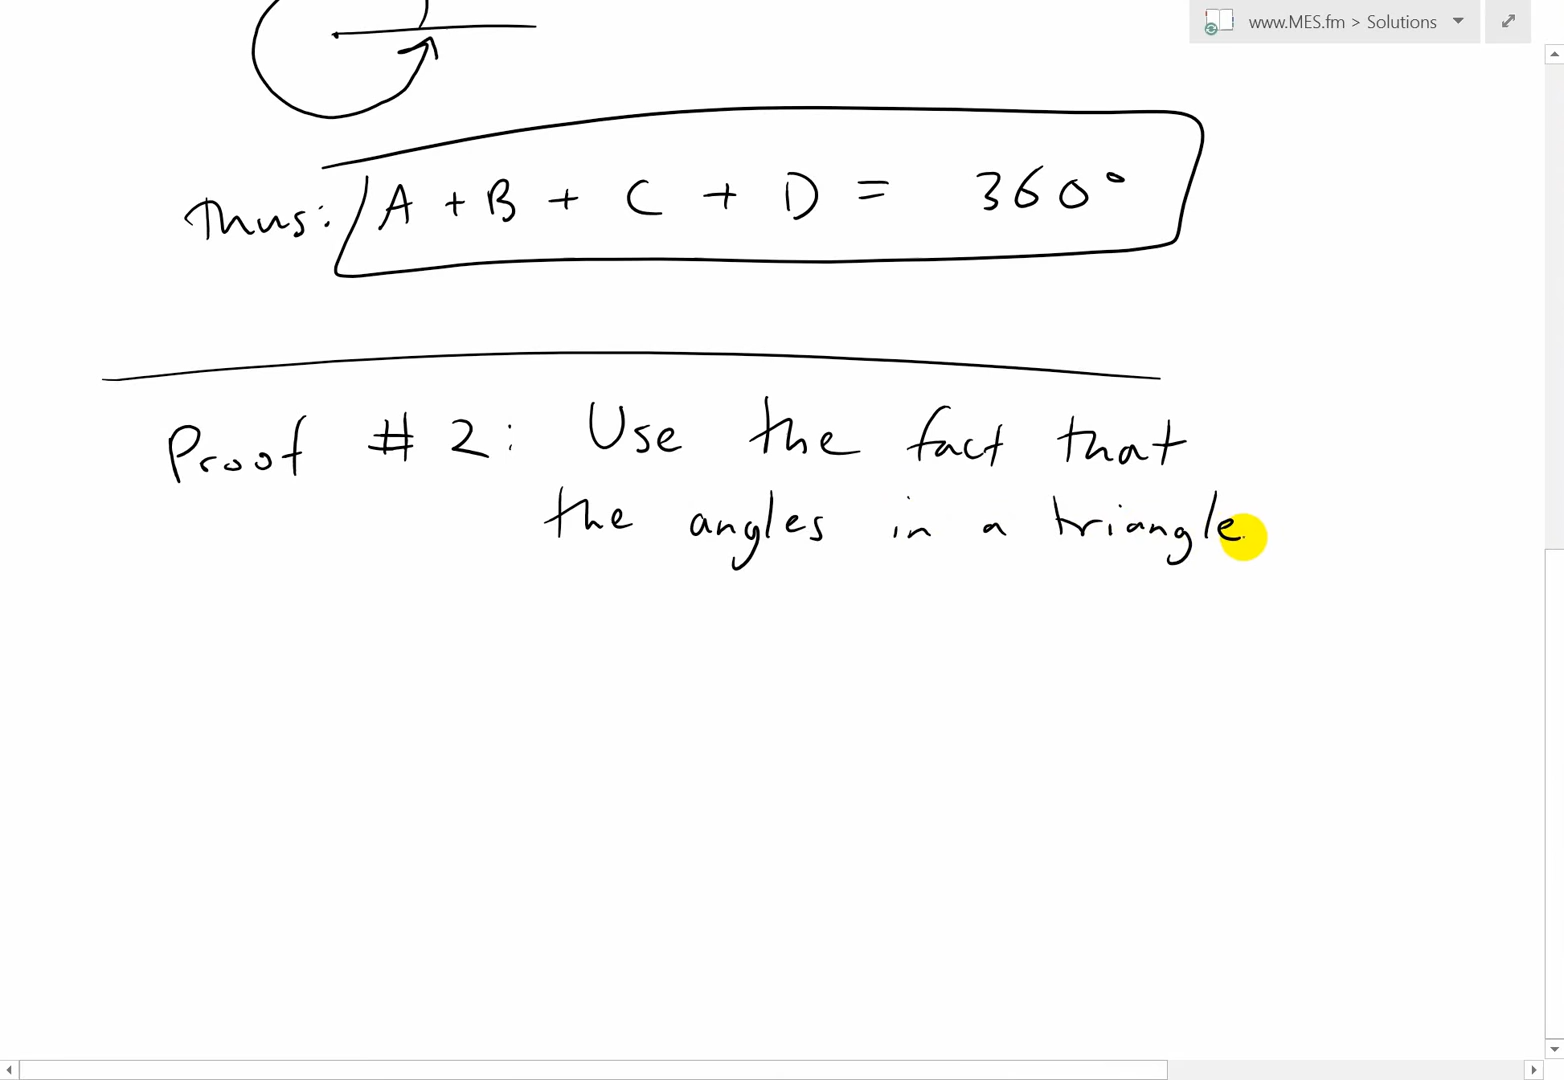 www.MES.fm > Solutions
Thus: A + B + C + D = 360°
Proof # 2: Use the fact that
the angles in a triangle